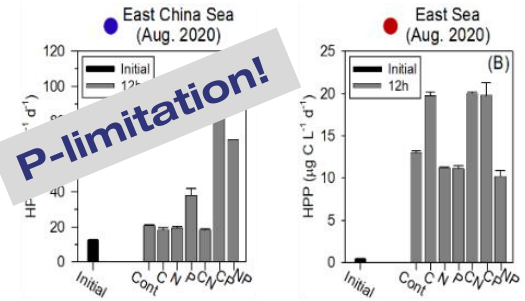 East China Sea
(Aug. 2020)
East Sea
(Aug. 2020)
120
100
40
20
0
Initial
12h
d⁻¹)
P-limitation!
Initial
Cont
C
N
P
CN
CP
NP
(B)
Initial
12h
HPP (µg C L⁻¹ d⁻¹)
25
20
15
10
5
0
Initial
Cont
C
N
P
CN
CP
NP